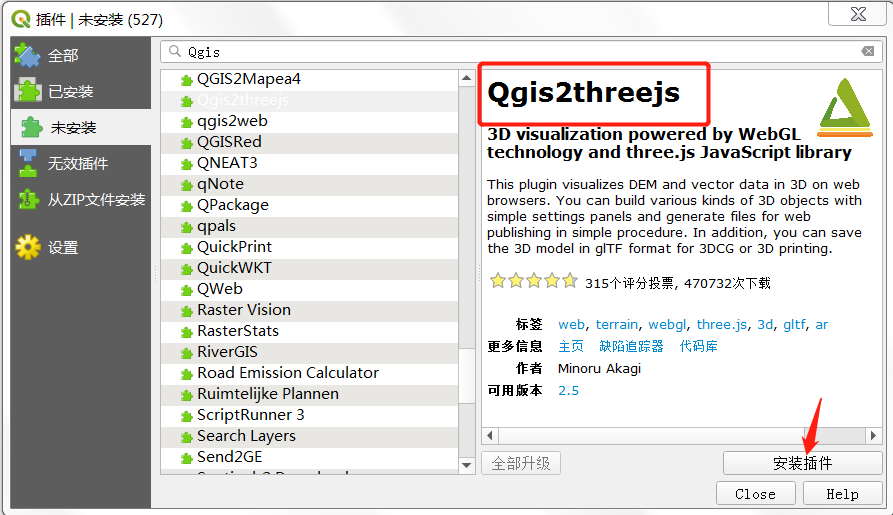 插件 | 未安装 (527)
全部
已安装
未安装
无效插件
从ZIP文件安装
设置
Qgis
QGIS2Mapea4
Qgis2threejs
qgis2web
QGISRed
QNEAT3
qNote
QPackage
qpals
QuickPrint
QuickWKT
QWeb
Raster Vision
RasterStats
RiverGIS
Road Emission Calculator
Ruimtelijke Plannen
ScriptRunner 3
Search Layers
Send2GE
Qgis2threejs
3D visualization powered by WebGL
technology and three.js JavaScript library
This plugin visualizes DEM and vector data in 3D on web
browsers. You can build various kinds of 3D objects with
simple settings panels and generate files for web
publishing in simple procedure. In addition, you can save
the 3D model in glTF format for 3DCG or 3D printing.
315个评分投票, 470732次下载
标签 web, terrain, webgl, three.js, 3d, gltf, ar
更多信息 主页 缺陷追踪器 代码库
作者 Minoru Akagi
可用版本 2.5
全部升级
安装插件
Close
Help